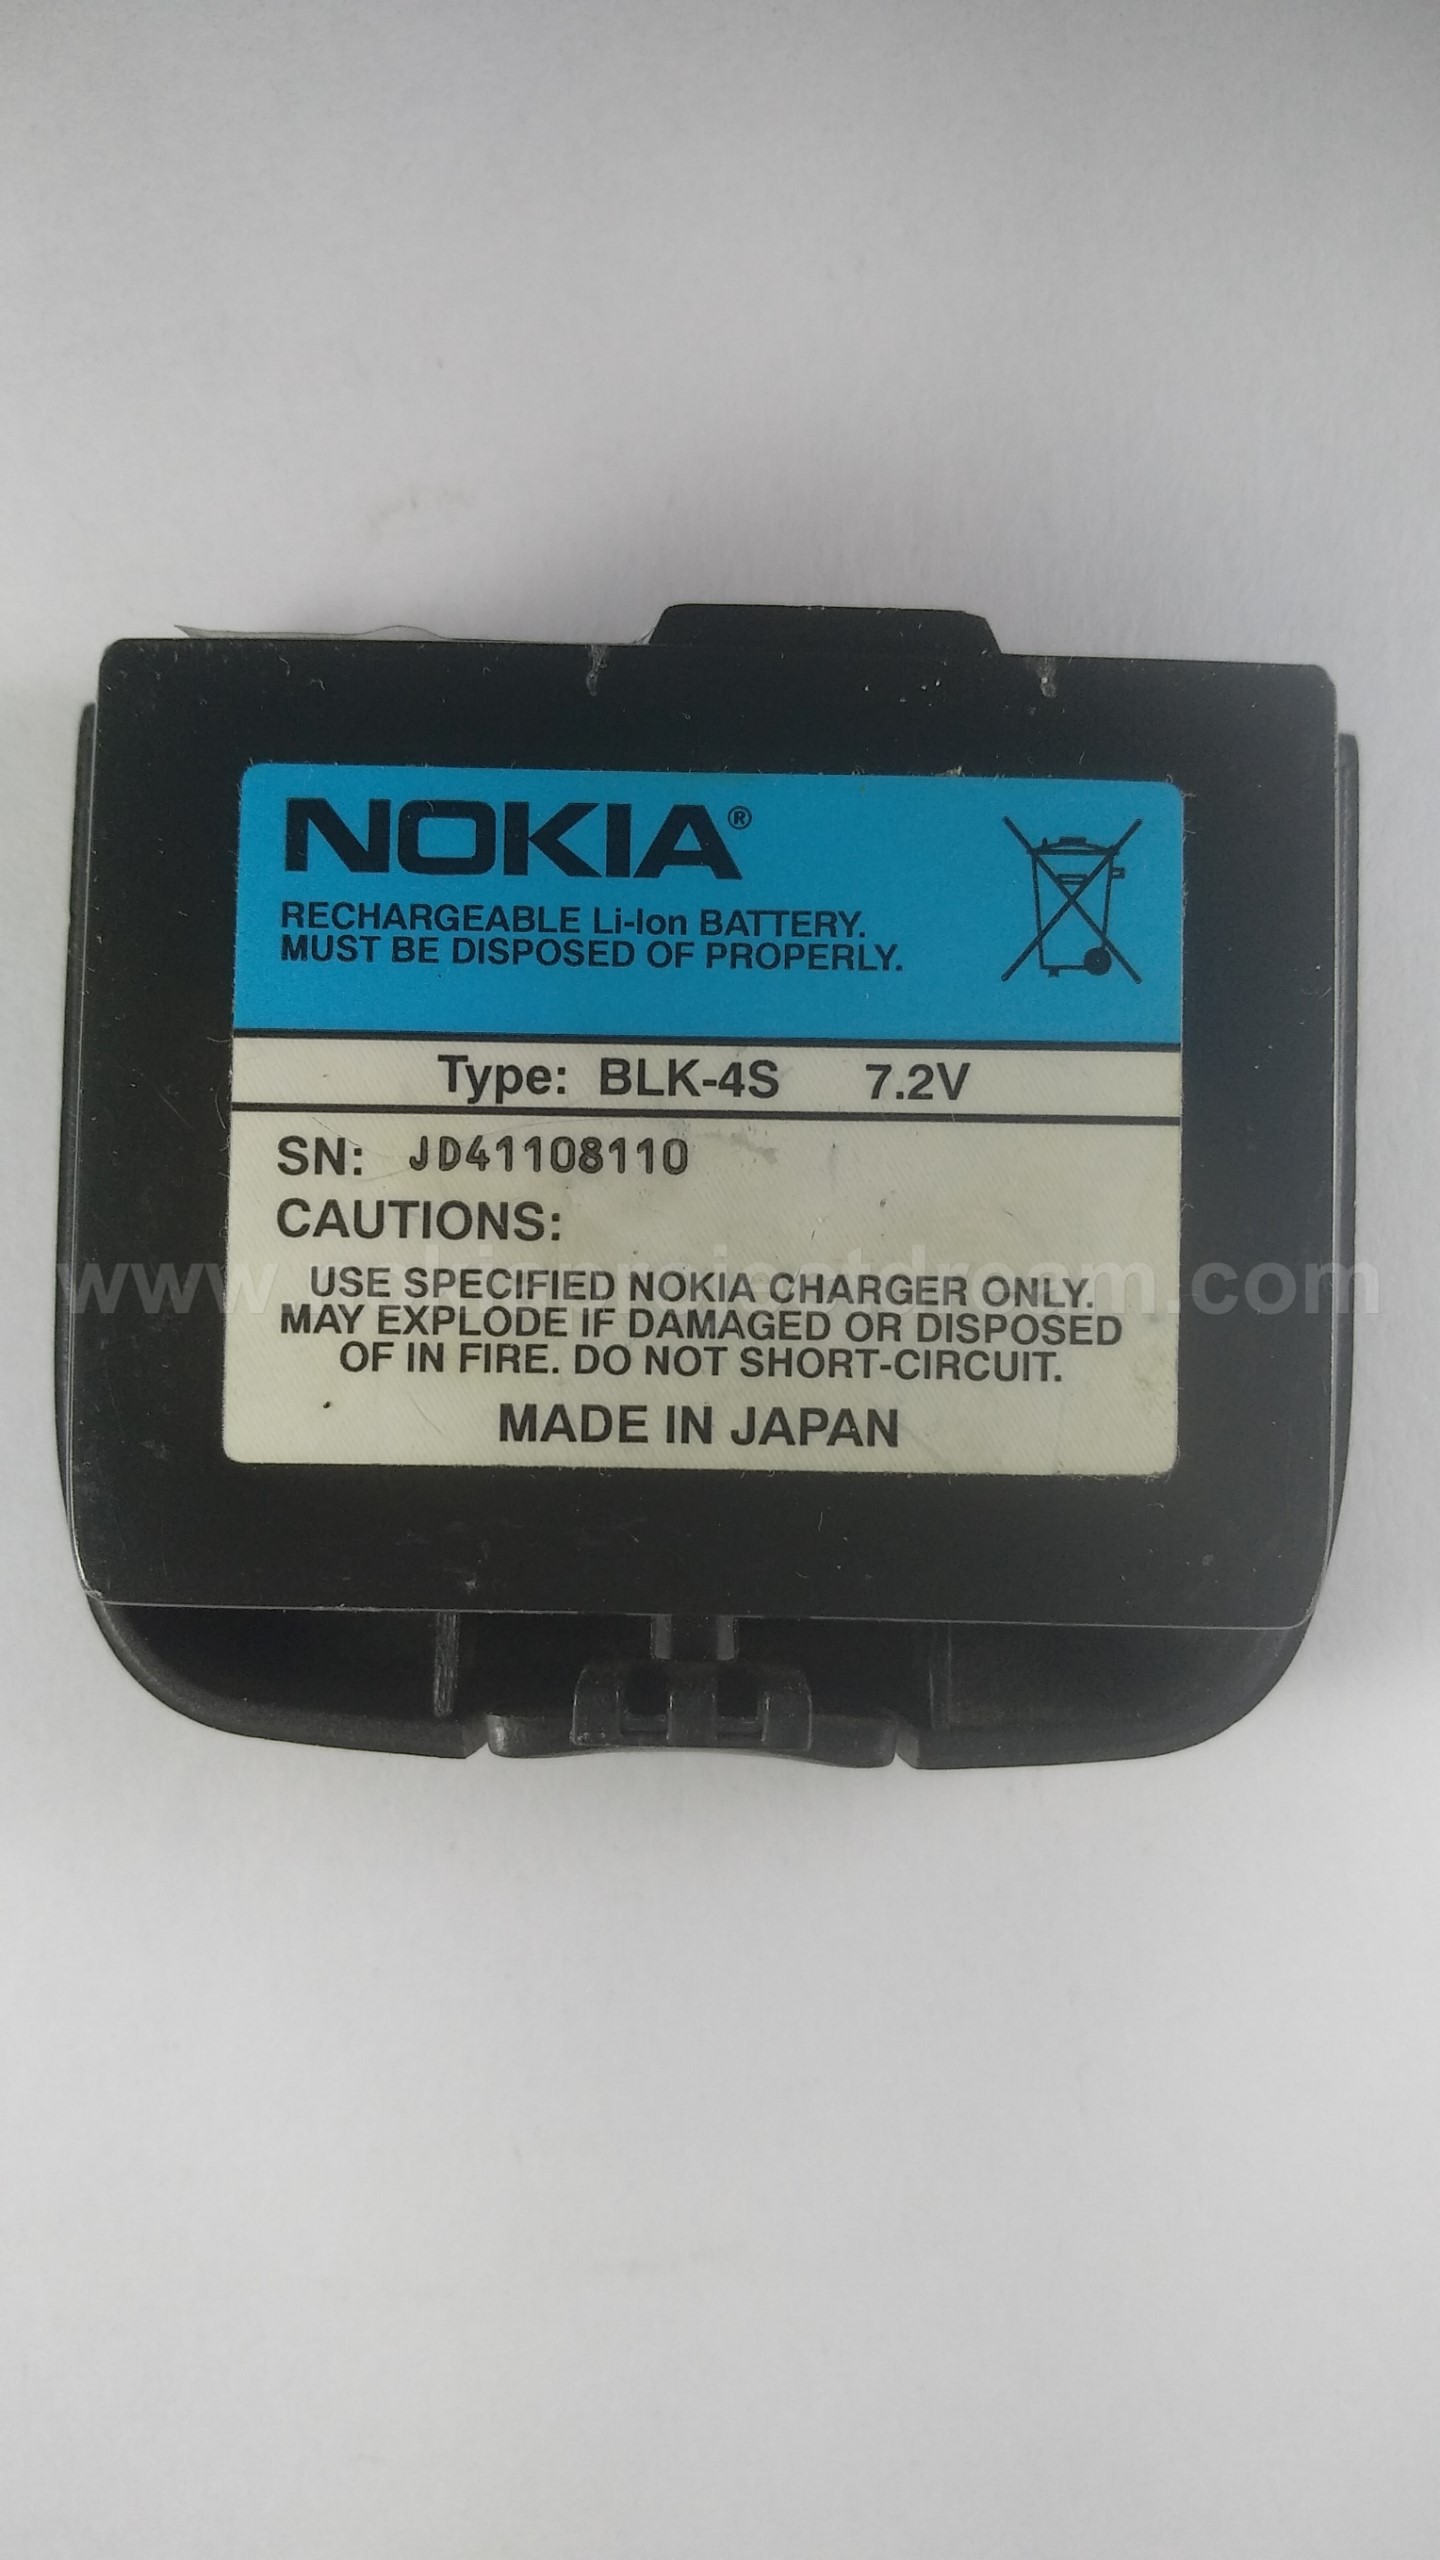 NOKIA®
RECHARGEABLE Li-Ion BATTERY.
MUST BE DISPOSED OF PROPERLY.
Type: BLK-4S 7.2V
SN: JD41108110
CAUTIONS:
USE SPECIFIED NOKIA CHARGER ONLY.
MAY EXPLODE IF DAMAGED OR DISPOSED
OF IN FIRE. DO NOT SHORT-CIRCUIT.
MADE IN JAPAN